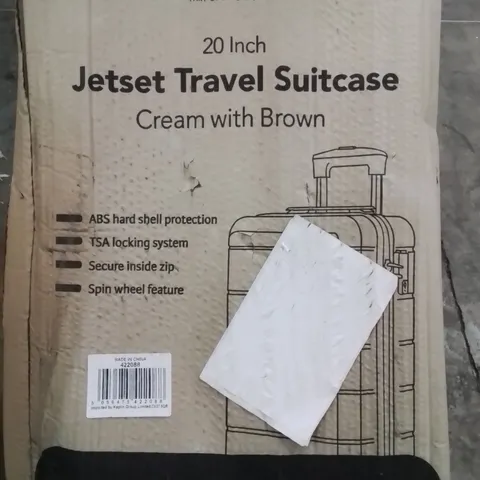 20 Inch
Jetset Travel Suitcase
Cream with Brown
ABS hard shell protection
TSA locking system
Secure inside zip
Spin wheel feature
MADE IN CHINA
422089